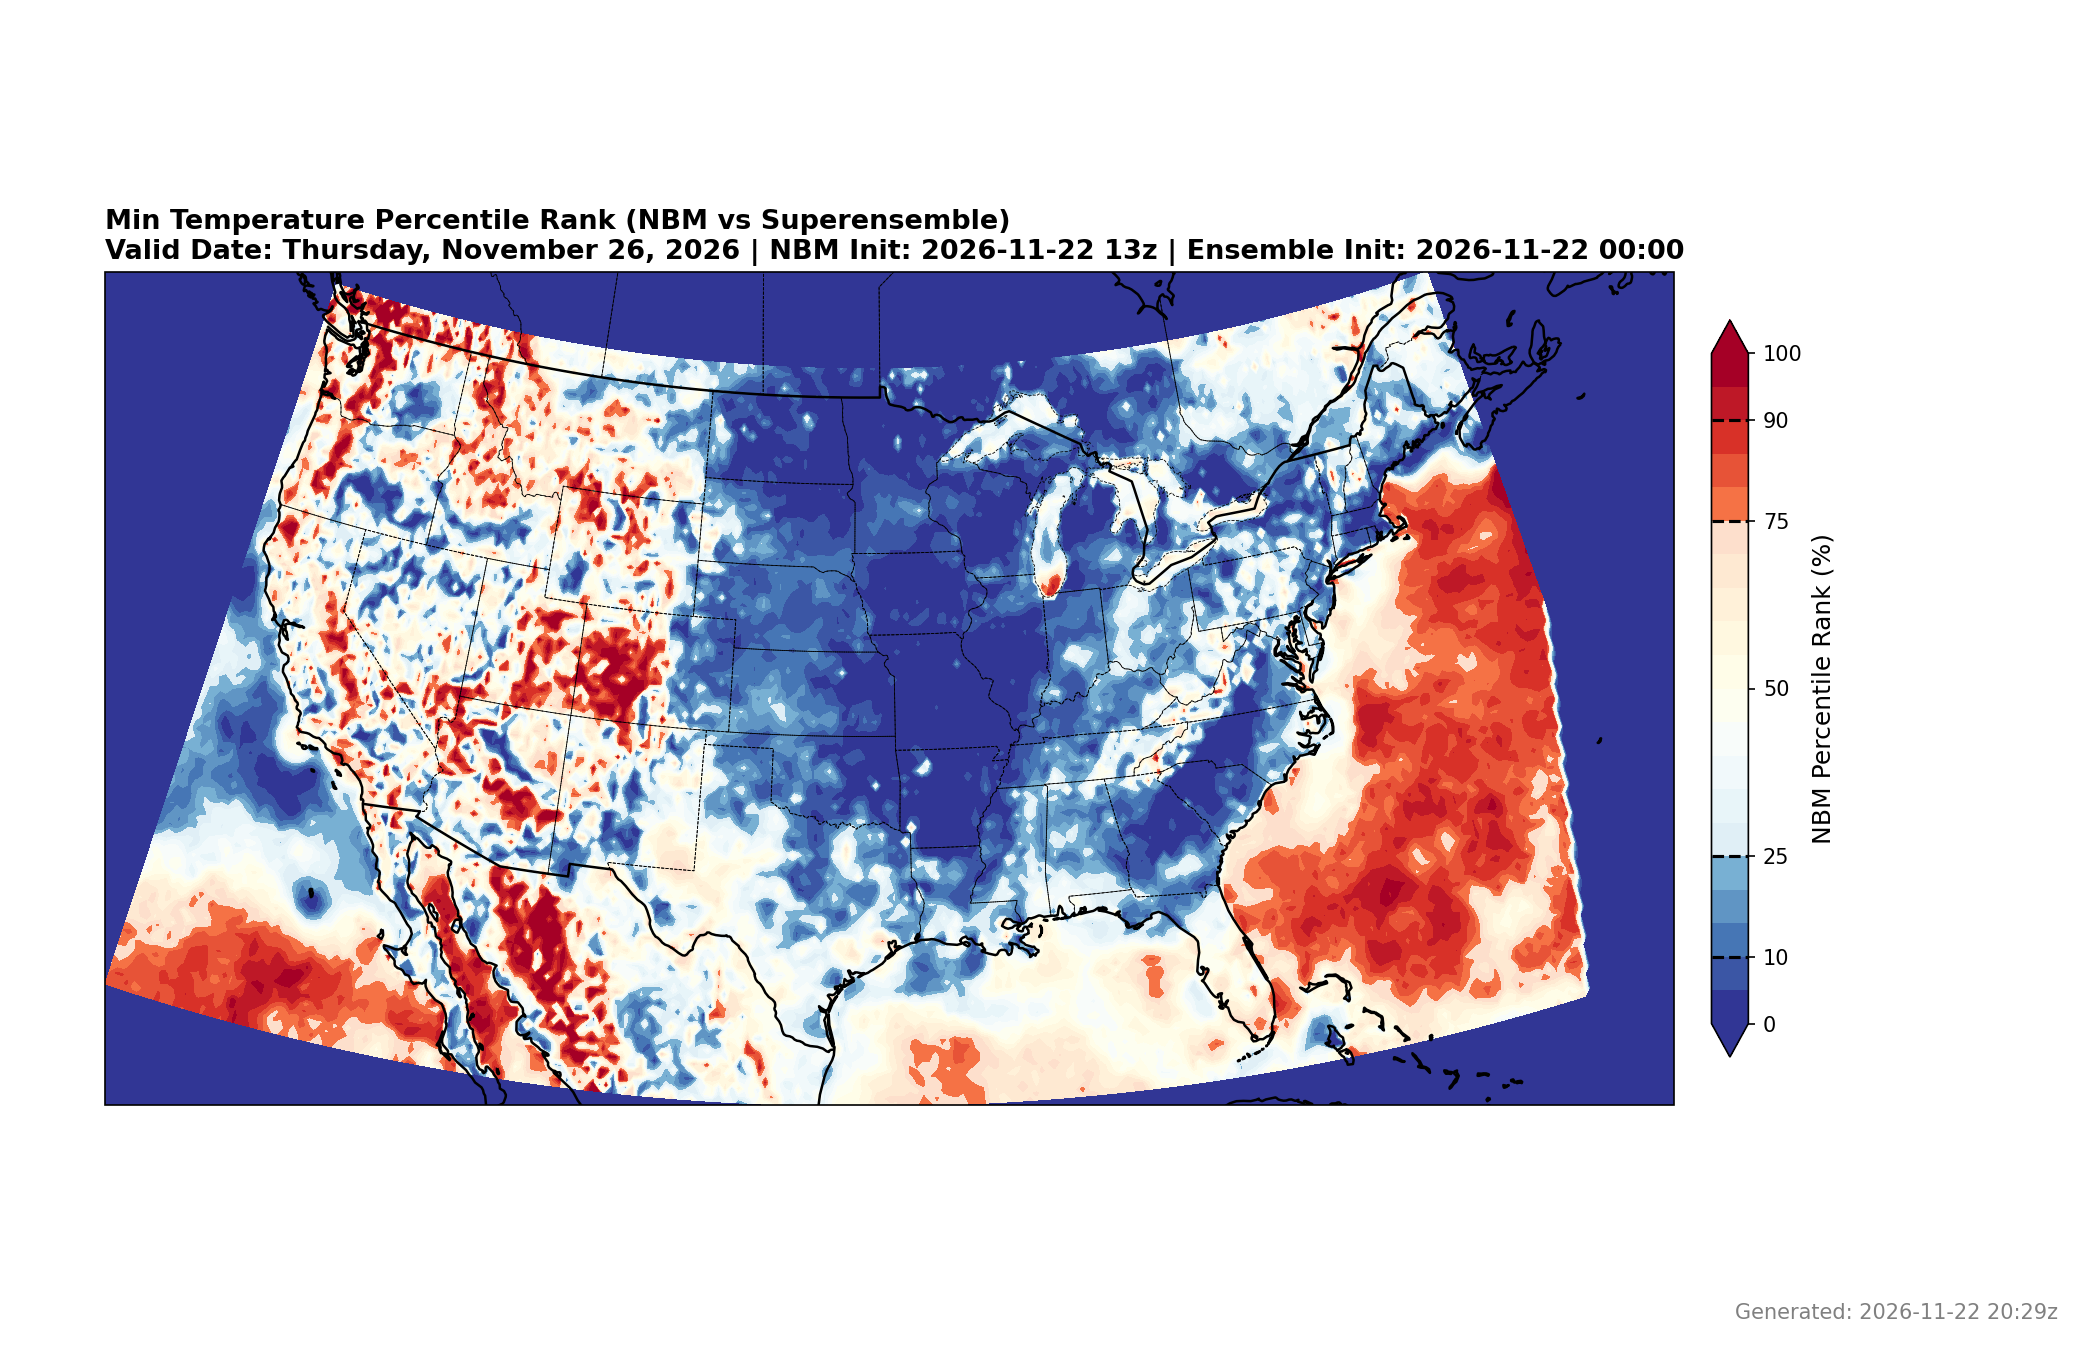 Min Temperature Percentile Rank (NBM vs Superensemble)
Valid Date: Thursday, November 26, 2026 | NBM Init: 2026-11-22 13z | Ensemble Init: 2026-11-22 00:00
100
90
75
50
25
10
0
NBM Percentile Rank (%)
Generated: 2026-11-22 20:29z